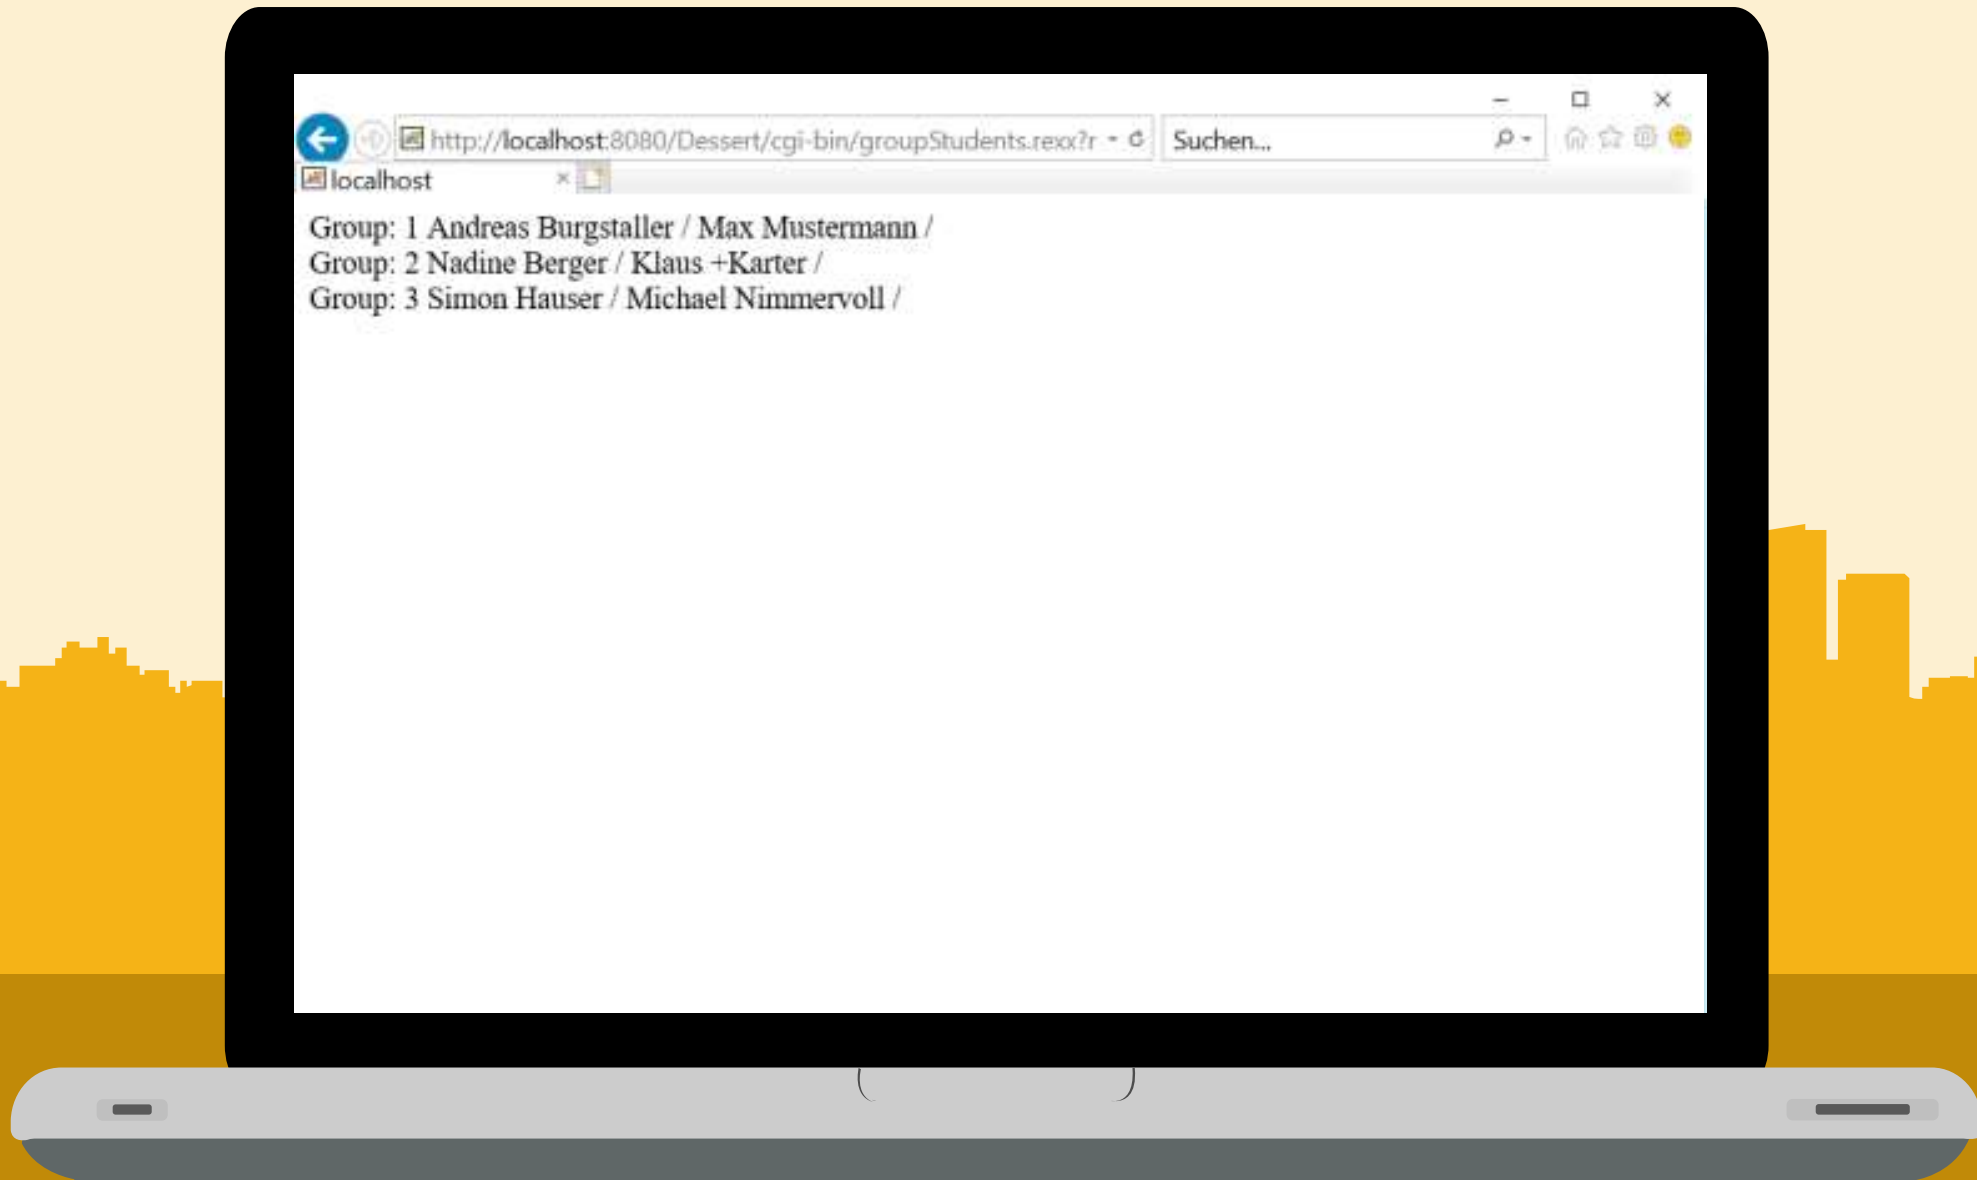 http://localhost:8080/Dessert/cgi-bin/groupStudents.rexx?r
Suchen...
localhost
Group: 1 Andreas Burgstaller / Max Mustermann /
Group: 2 Nadine Berger / Klaus +Karter /
Group: 3 Simon Hauser / Michael Nimmervoll /